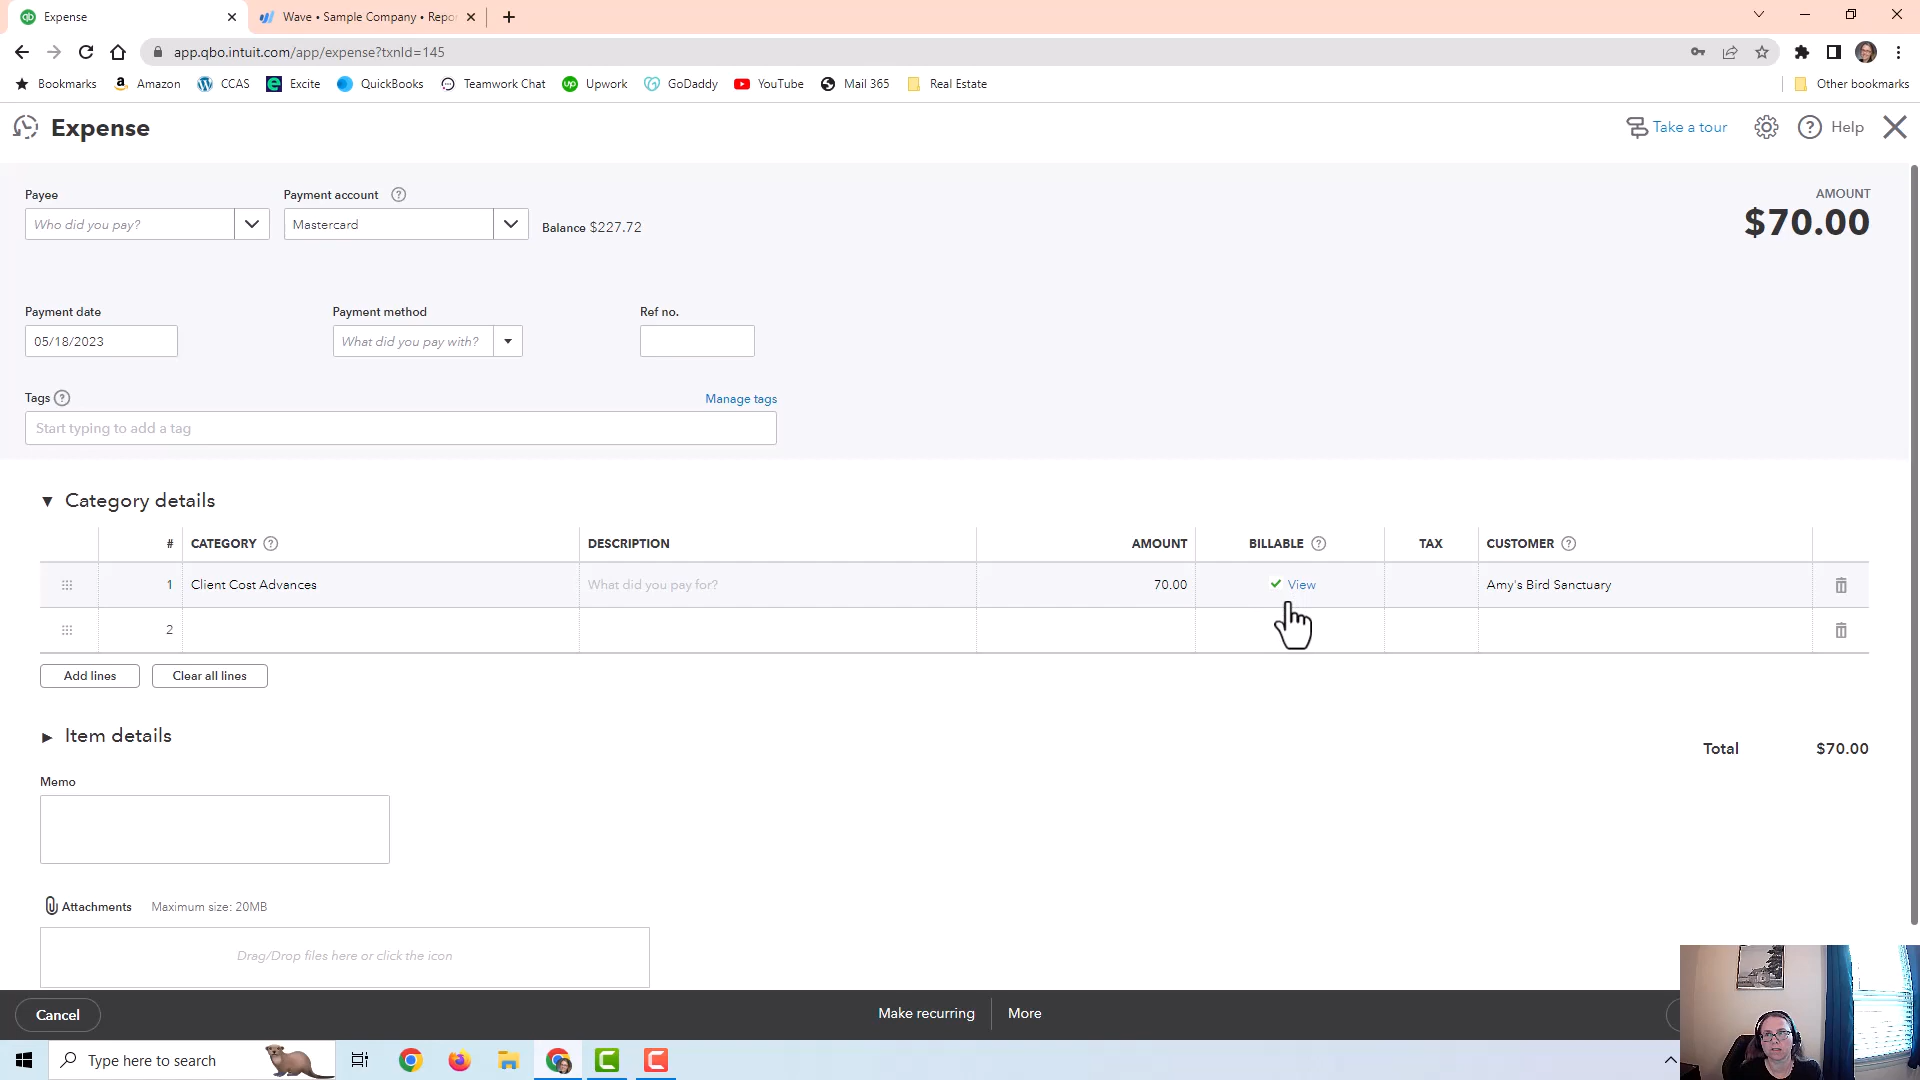 Expense
Wave • Sample Company • Repor
app.qbo.intuit.com/app/expense?txnId=145
Bookmarks
Amazon
CCAS
Excite
QuickBooks
Teamwork Chat
Upwork
GoDaddy
YouTube
Mail 365
Real Estate
Other bookmarks
Expense
Take a tour
Help
Payee
Payment account
AMOUNT
Who did you pay?
Mastercard
Balance $227.72
$70.00
Payment date
Payment method
Ref no.
05/18/2023
What did you pay with?
Tags
Manage tags
Start typing to add a tag
Category details
# CATEGORY DESCRIPTION AMOUNT BILLABLE TAX CUSTOMER
1 Client Cost Advances What did you pay for? 70.00 View Amy's Bird Sanctuary
2
Add lines
Clear all lines
Item details
Total $70.00
Memo
Attachments Maximum size: 20MB
Drag/Drop files here or click the icon
Cancel
Make recurring
More
Type here to search